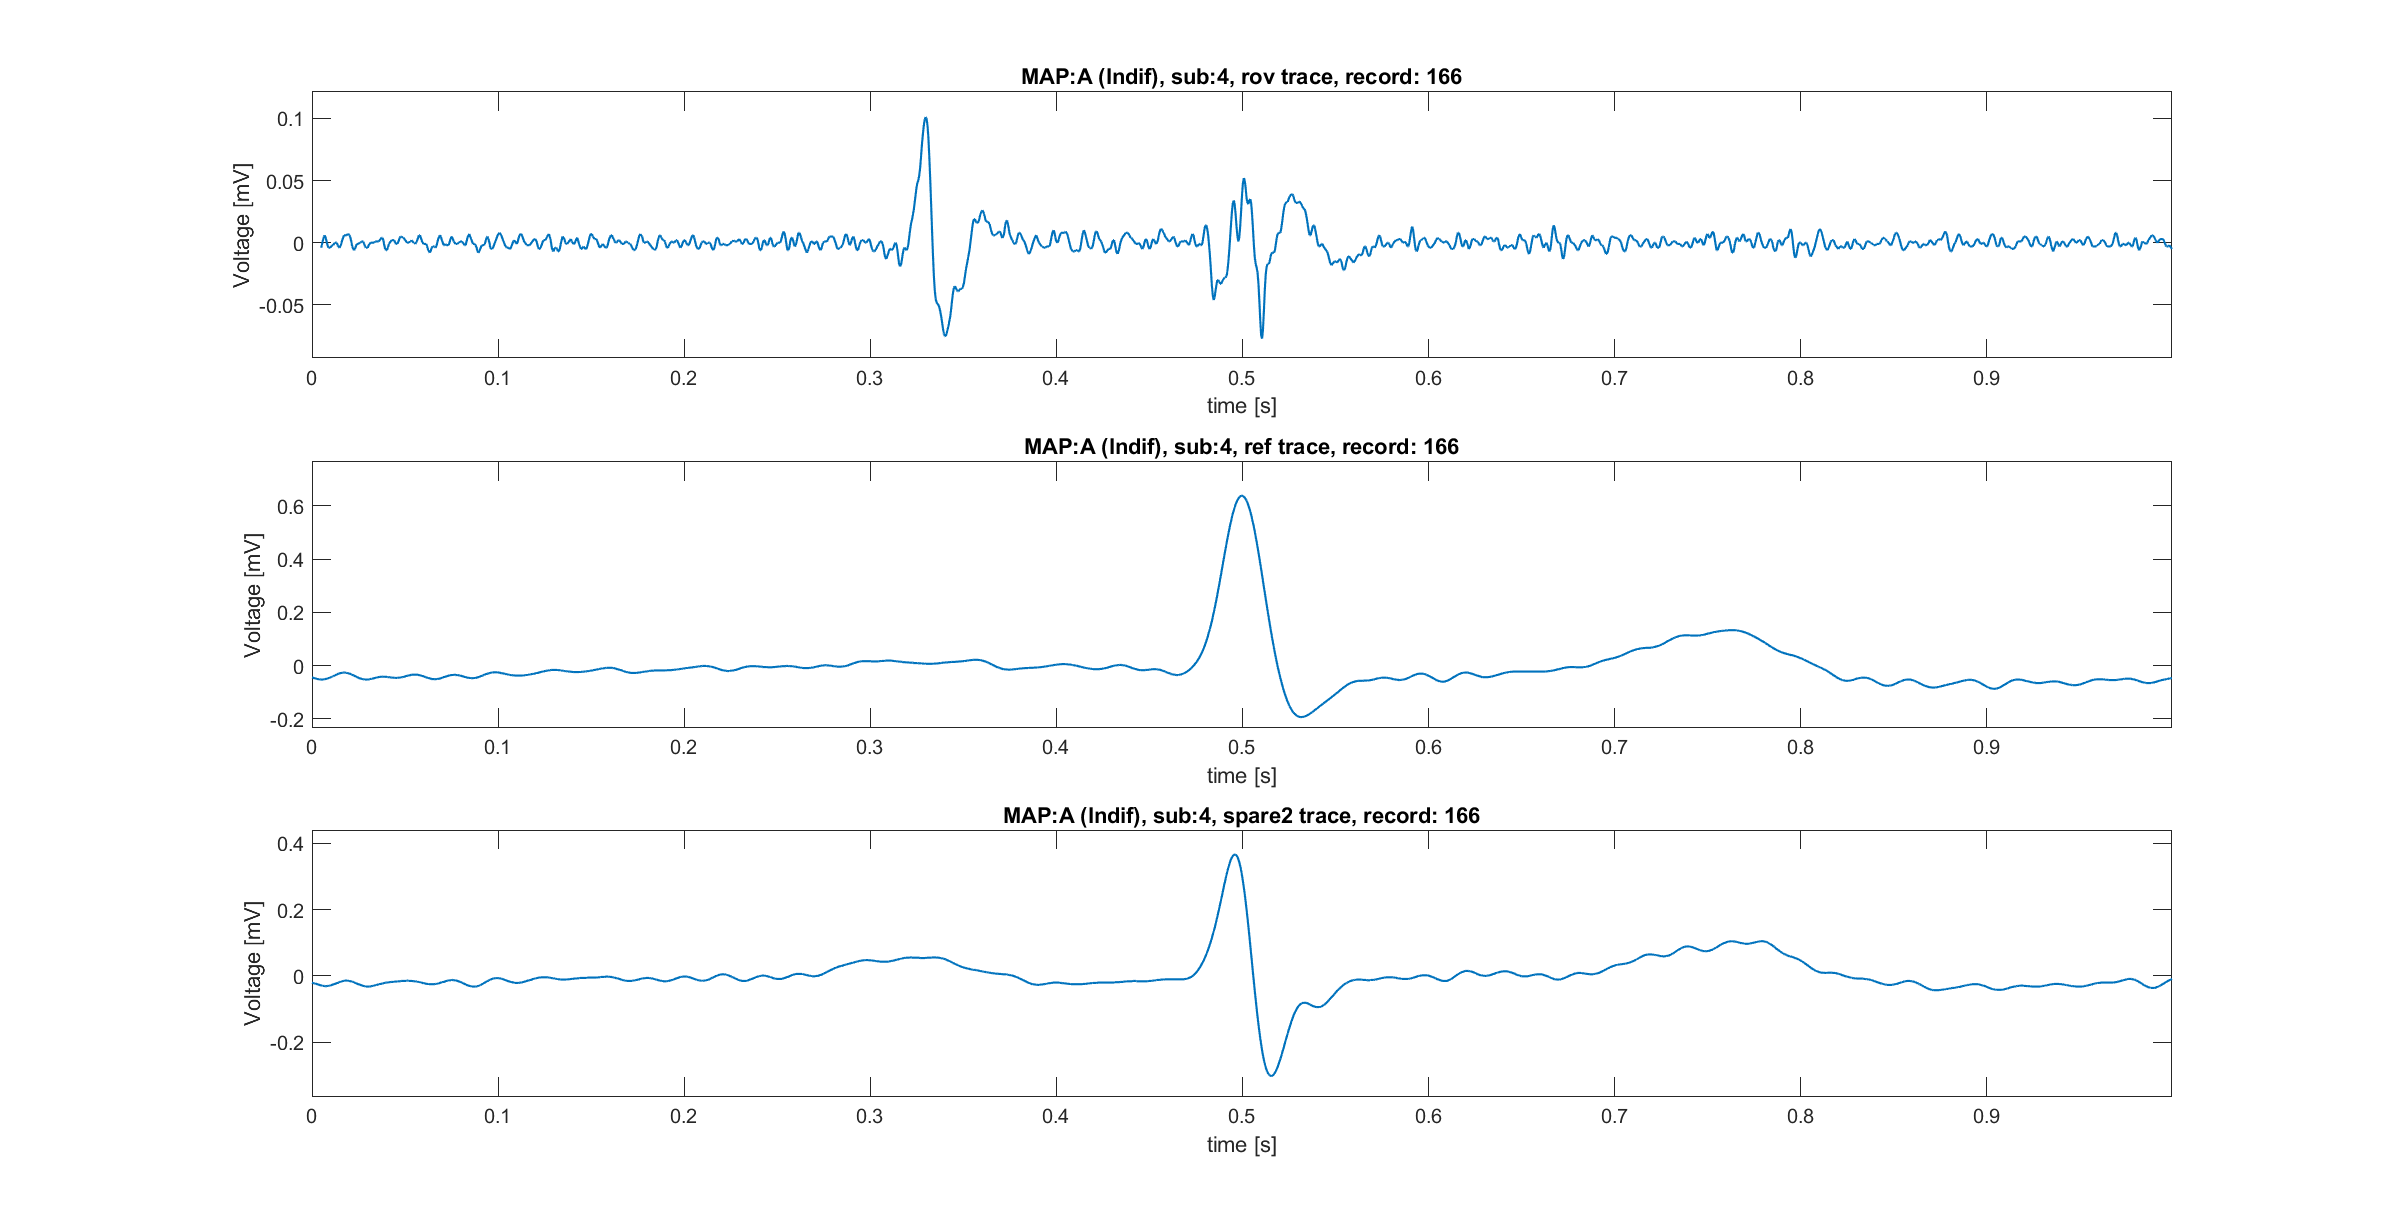 MAP:A (Indif), sub:4, rov trace, record: 166
Voltage [mV]
0.1
0.05
0
-0.05
0 0.1 0.2 0.3 0.4 0.5 0.6 0.7 0.8 0.9
time [s]
MAP:A (Indif), sub:4, ref trace, record: 166
Voltage [mV]
0.6
0.4
0.2
0
-0.2
0 0.1 0.2 0.3 0.4 0.5 0.6 0.7 0.8 0.9
time [s]
MAP:A (Indif), sub:4, spare2 trace, record: 166
Voltage [mV]
0.4
0.2
0
-0.2
0 0.1 0.2 0.3 0.4 0.5 0.6 0.7 0.8 0.9
time [s]